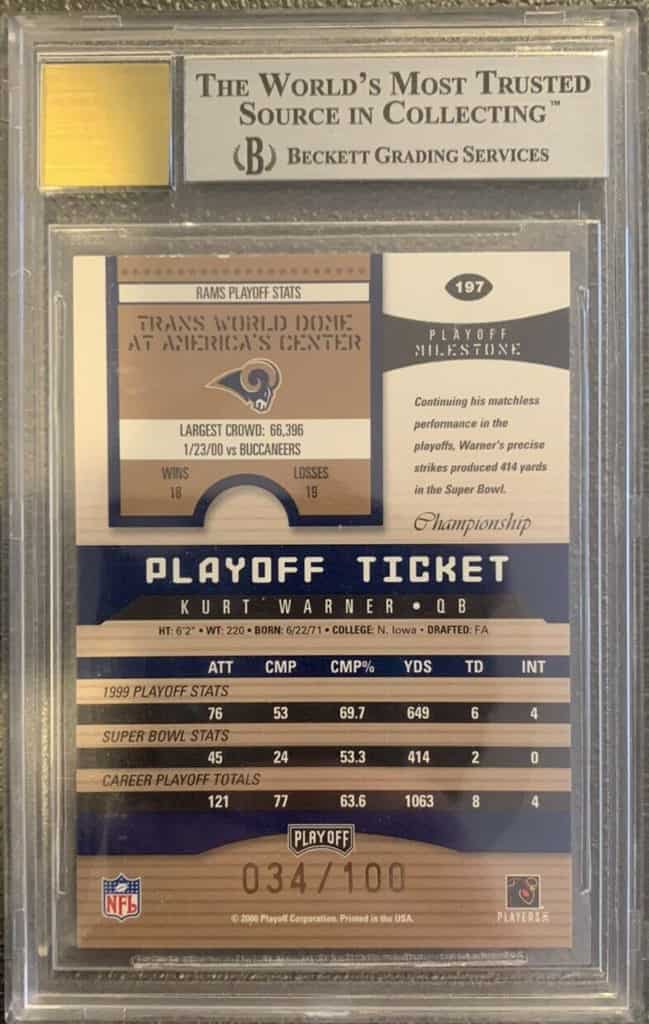 THE WORLD'S MOST TRUSTED
SOURCE IN COLLECTING™
B BECKETT GRADING SERVICES
RAMS PLAYOFF STATS
TRANS WORLD DOME
AT AMERICA'S CENTER
LARGEST CROWD: 66,396
1/23/00 vs BUCCANEERS
WINS LOSSES
18 19
197
PLAYOFF
MILESTONE
Continuing his matchless
performance in the
playoffs, Warner's precise
strikes produced 414 yards
in the Super Bowl.
Championship
PLAYOFF TICKET
KURT WARNER • QB
HT: 6'2" • WT: 220 • BORN: 6/22/71 • COLLEGE: N. Iowa • DRAFTED: FA
ATT CMP CMP% YDS TD INT
1999 PLAYOFF STATS
76 53 69.7 649 6 4
SUPER BOWL STATS
45 24 53.3 414 2 0
CAREER PLAYOFF TOTALS
121 77 63.6 1063 8 4
PLAYOFF
034/100
NFL
© 2000 Playoff Corporation. Printed in the USA.
PLAYERS INC